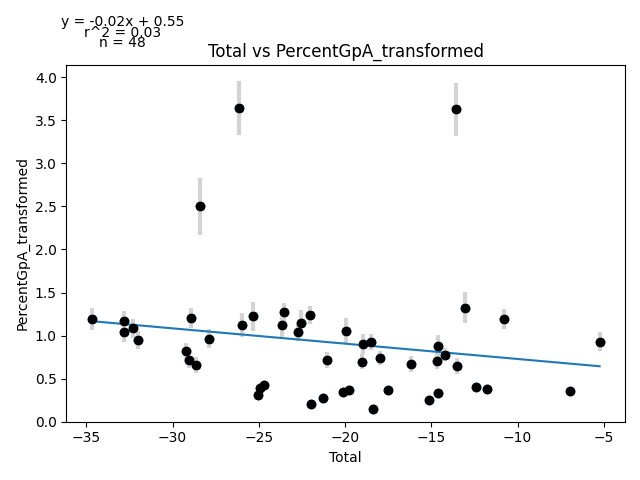 y = -0.02x + 0.55
r^2 = 0.03
n = 48
Total vs PercentGpA_transformed
4.0
3.5
3.0
2.5
2.0
1.5
1.0
0.5
0.0
PercentGpA_transformed
−35 −30 −25 −20 −15 −10 −5
Total